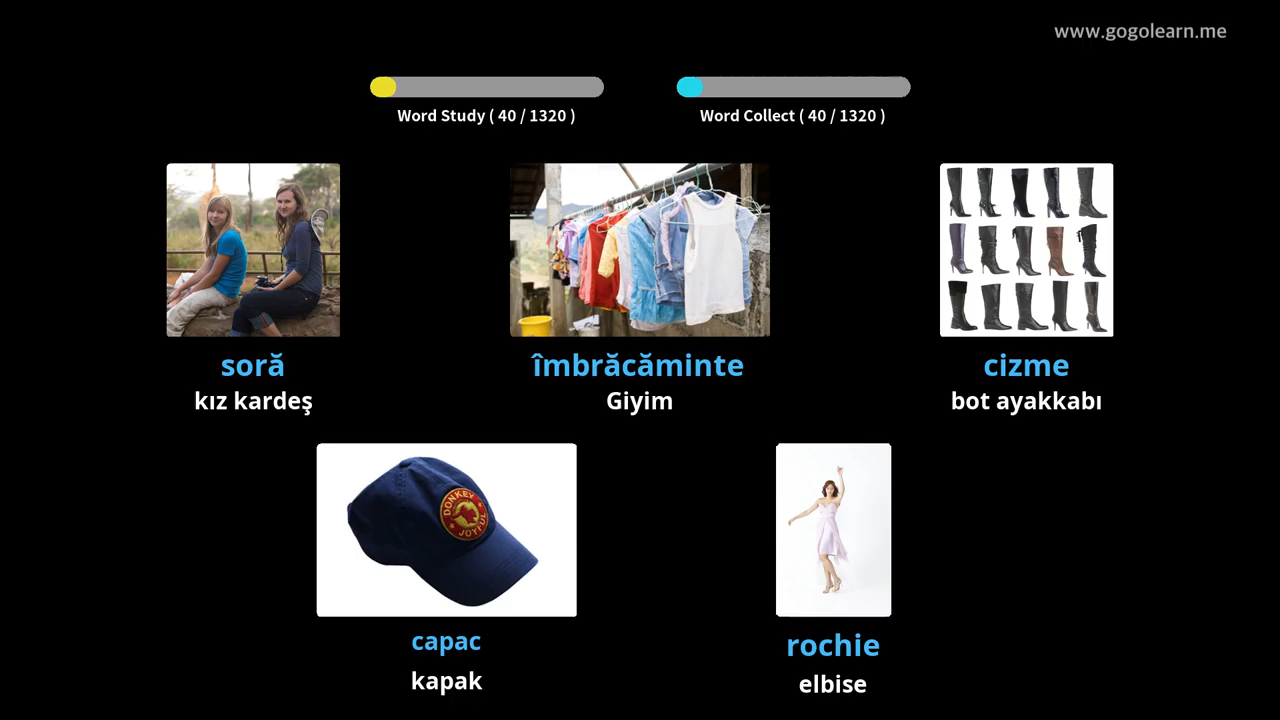 www.gogolearn.me
Word Study ( 40 / 1320 )
Word Collect ( 40 / 1320 )
soră
kız kardeş
îmbrăcăminte
Giyim
cizme
bot ayakkabı
DONKEY
JOYFUL
capac
kapak
rochie
elbise